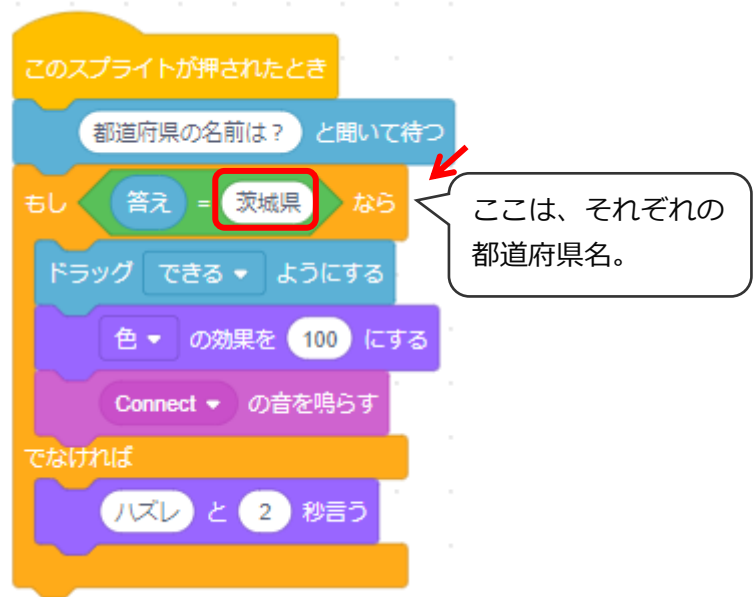 このスプライトが押されたとき
都道府県の名前は？ と聞いて待つ
もし 答え = 茨城県 なら
ここは、それぞれの
都道府県名。
ドラッグ できる ようにする
色 の効果を 100 にする
Connect の音を鳴らす
でなければ
ハズレ と 2 秒言う